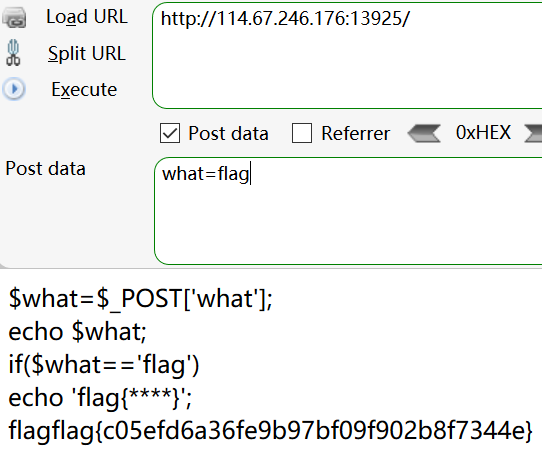 Load URL
http://114.67.246.176:13925/
Split URL
Execute
Post data
Referrer
0xHEX
Post data
what=flag
$what=$_POST['what'];
echo $what;
if($what=='flag')
echo 'flag{****}';
flagflag{c05efd6a36fe9b97bf09f902b8f7344e}